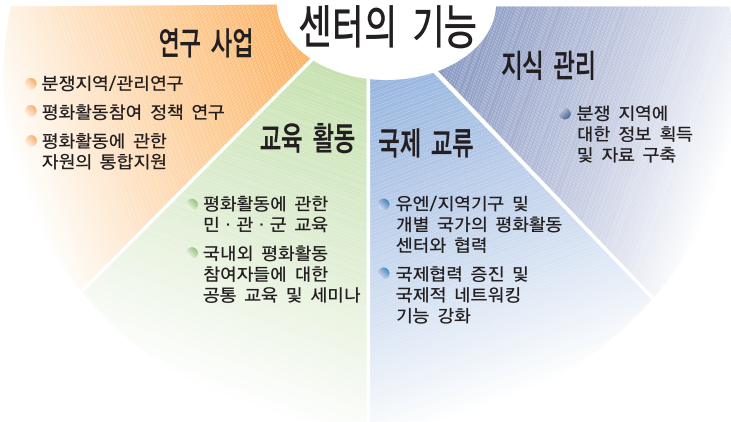 센터의 기능
연구 사업
분쟁지역/관리연구
평화활동참여 정책 연구
평화활동에 관한
자원의 통합지원
교육 활동
평화활동에 관한
민·관·군 교육
국내외 평화활동
참여자들에 대한
공통 교육 및 세미나
국제 교류
유엔/지역기구 및
개별 국가의 평화활동
센터와 협력
국제협력 증진 및
국제적 네트워킹
기능 강화
지식 관리
분쟁 지역에
대한 정보 획득
및 자료 구축